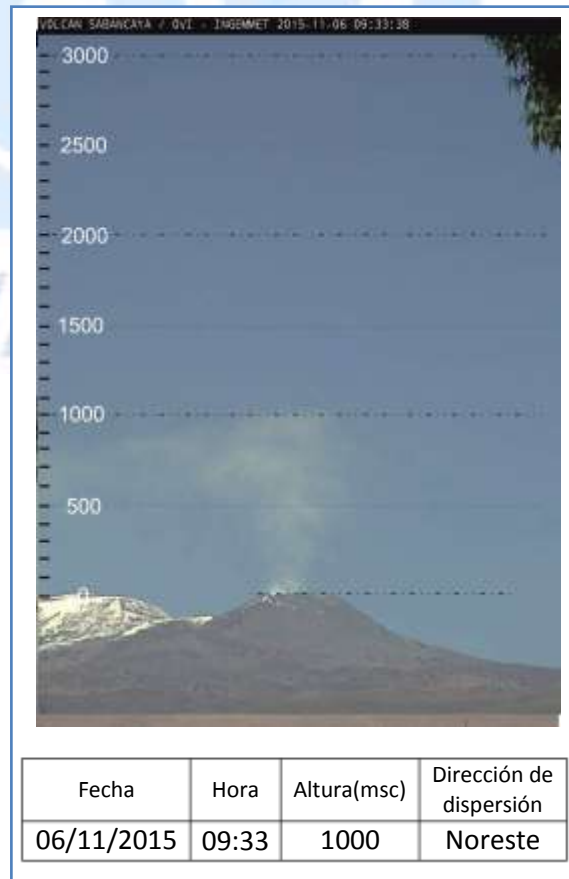 VOLCAN SABANCAYA / OVI - INGEMMET 2015-11-06 09:33:38
3000
2500
2000
1500
1000
500
0
Fecha Hora Altura(msc) Dirección de dispersión
06/11/2015 09:33 1000 Noreste